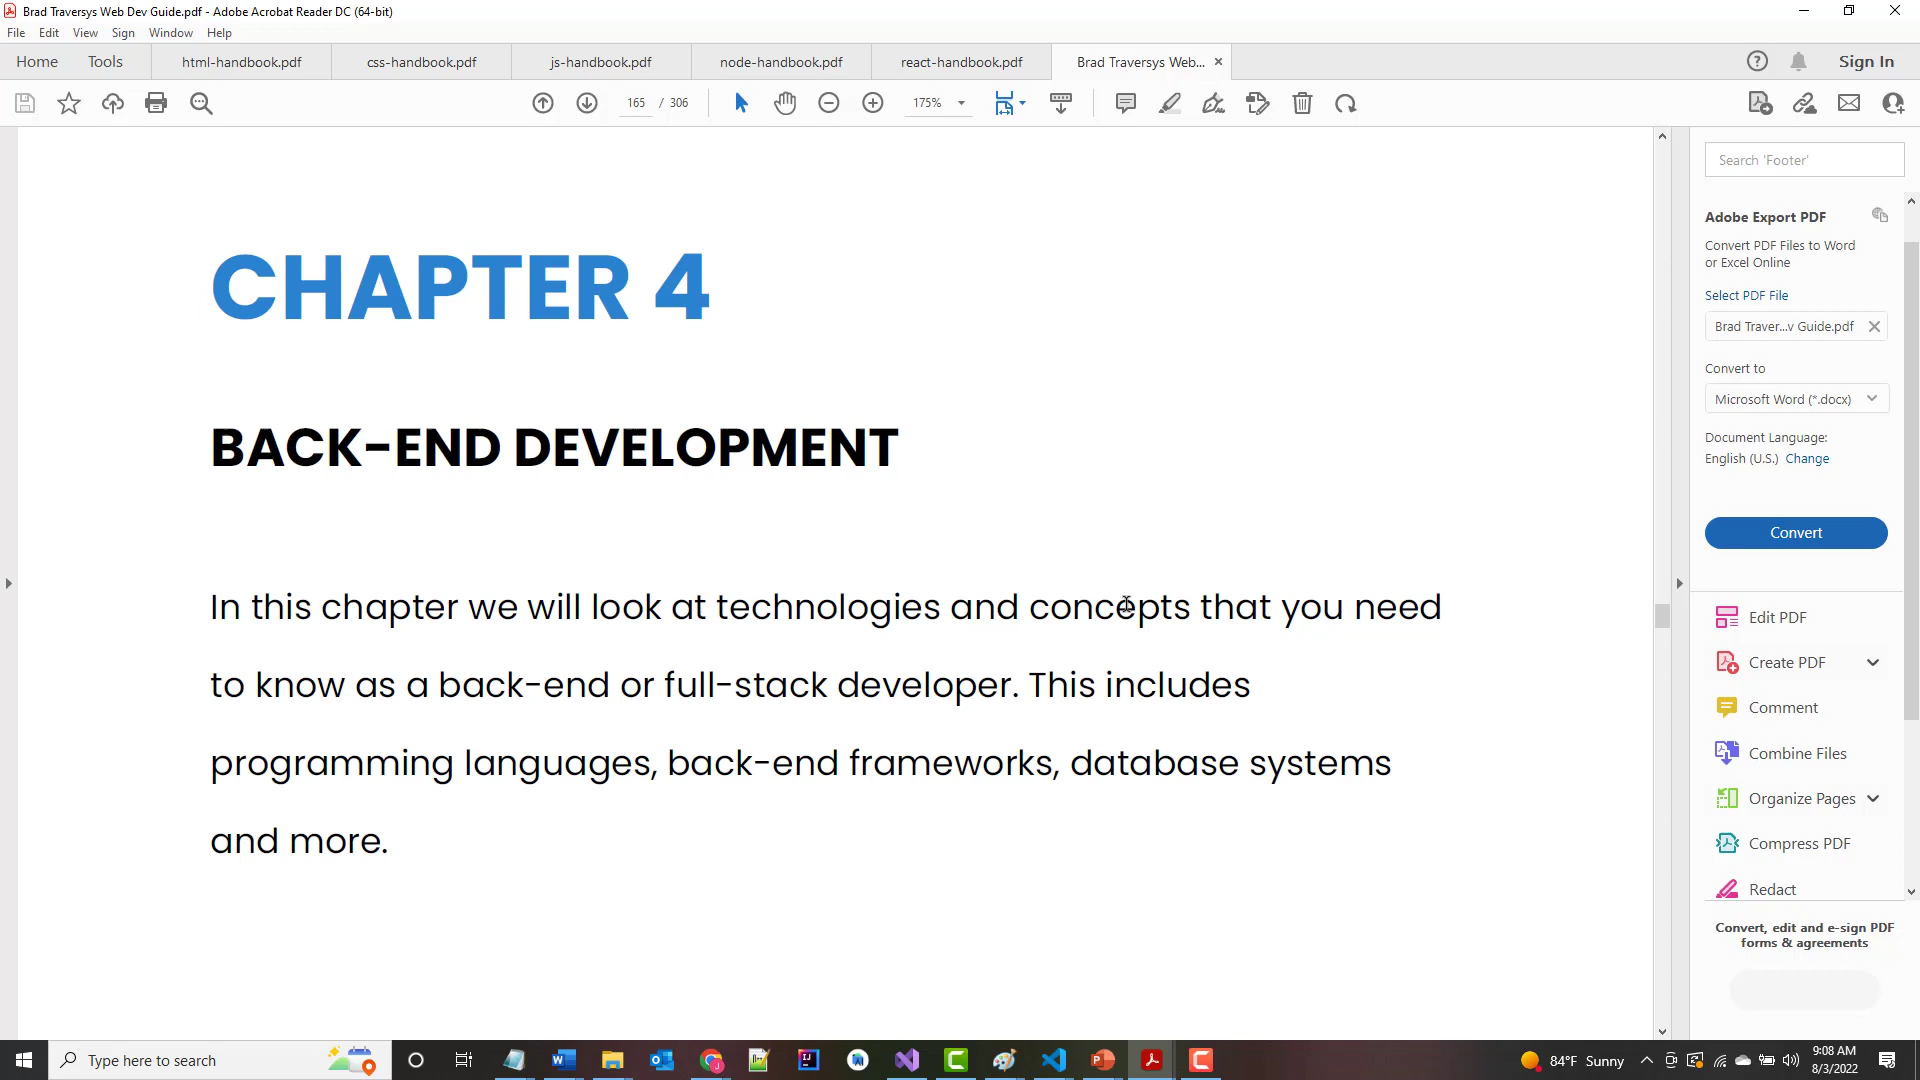 Brad Traversys Web Dev Guide.pdf - Adobe Acrobat Reader DC (64-bit)
File Edit View Sign Window Help
Home Tools html-handbook.pdf css-handbook.pdf js-handbook.pdf node-handbook.pdf react-handbook.pdf Brad Traversys Web... Sign In
165 / 306 175%
CHAPTER 4
BACK-END DEVELOPMENT
In this chapter we will look at technologies and concepts that you need
to know as a back-end or full-stack developer. This includes
programming languages, back-end frameworks, database systems
and more.
Search 'Footer'
Adobe Export PDF
Convert PDF Files to Word
or Excel Online
Select PDF File
Brad Traver...v Guide.pdf
Convert to
Microsoft Word (*.docx)
Document Language:
English (U.S.) Change
Convert
Edit PDF
Create PDF
Comment
Combine Files
Organize Pages
Compress PDF
Redact
Convert, edit and e-sign PDF
forms & agreements
Type here to search
84°F Sunny
9:08 AM
8/3/2022